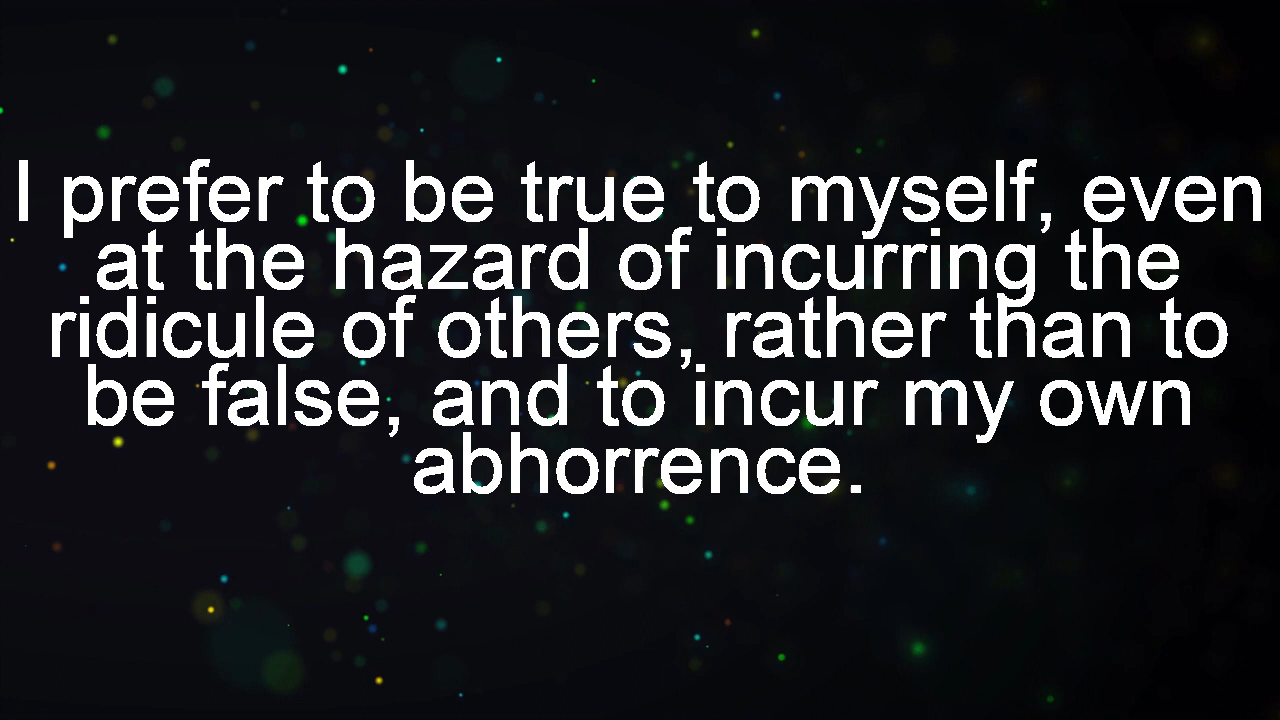 I prefer to be true to myself, even
at the hazard of incurring the
ridicule of others, rather than to
be false, and to incur my own
abhorrence.